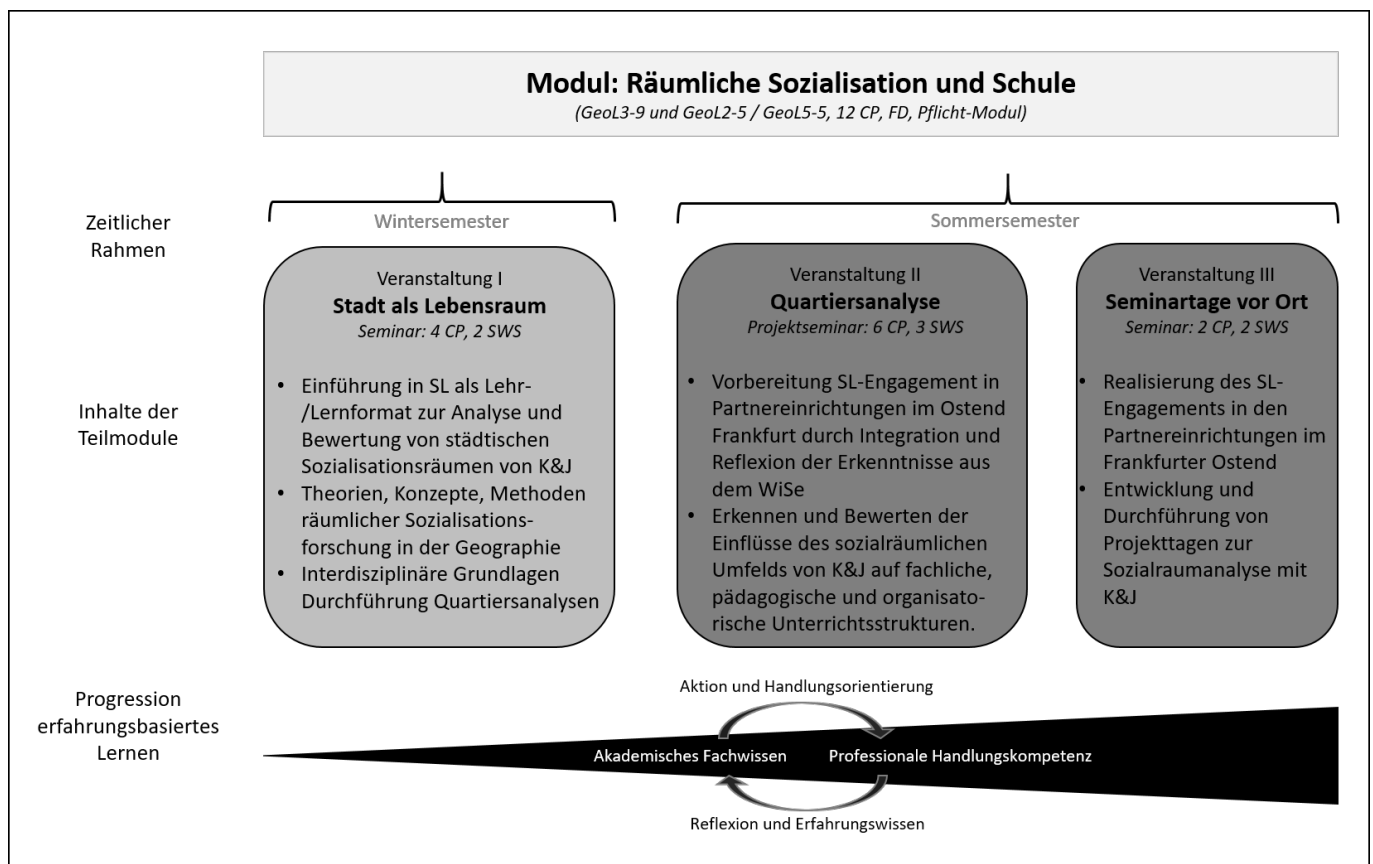 Modul: Räumliche Sozialisation und Schule
(GeoL3-9 und GeoL2-5 / GeoL5-5, 12 CP, FD, Pflicht-Modul)
Zeitlicher
Rahmen
Wintersemester
Sommersemester
Inhalte der
Teilmodule
Veranstaltung I
Stadt als Lebensraum
Seminar: 4 CP, 2 SWS
• Einführung in SL als Lehr-
/Lernformat zur Analyse und
Bewertung von städtischen
Sozialisationsräumen von K&J
• Theorien, Konzepte, Methoden
räumlicher Sozialisations-
forschung in der Geographie
• Interdisziplinäre Grundlagen
Durchführung Quartiersanalysen
Veranstaltung II
Quartiersanalyse
Projektseminar: 6 CP, 3 SWS
• Vorbereitung SL-Engagement in
Partnereinrichtungen im Ostend
Frankfurt durch Integration und
Reflexion der Erkenntnisse aus
dem WiSe
• Erkennen und Bewerten der
Einflüsse des sozialräumlichen
Umfelds von K&J auf fachliche,
pädagogische und organisato-
rische Unterrichtsstrukturen.
Veranstaltung III
Seminartage vor Ort
Seminar: 2 CP, 2 SWS
• Realisierung des SL-
Engagements in den
Partnereinrichtungen im
Frankfurter Ostend
• Entwicklung und
Durchführung von
Projekttagen zur
Sozialraumanalyse mit
K&J
Progression
erfahrungsbasiertes
Lernen
Aktion und Handlungsorientierung
Akademisches Fachwissen
Professionale Handlungskompetenz
Reflexion und Erfahrungswissen